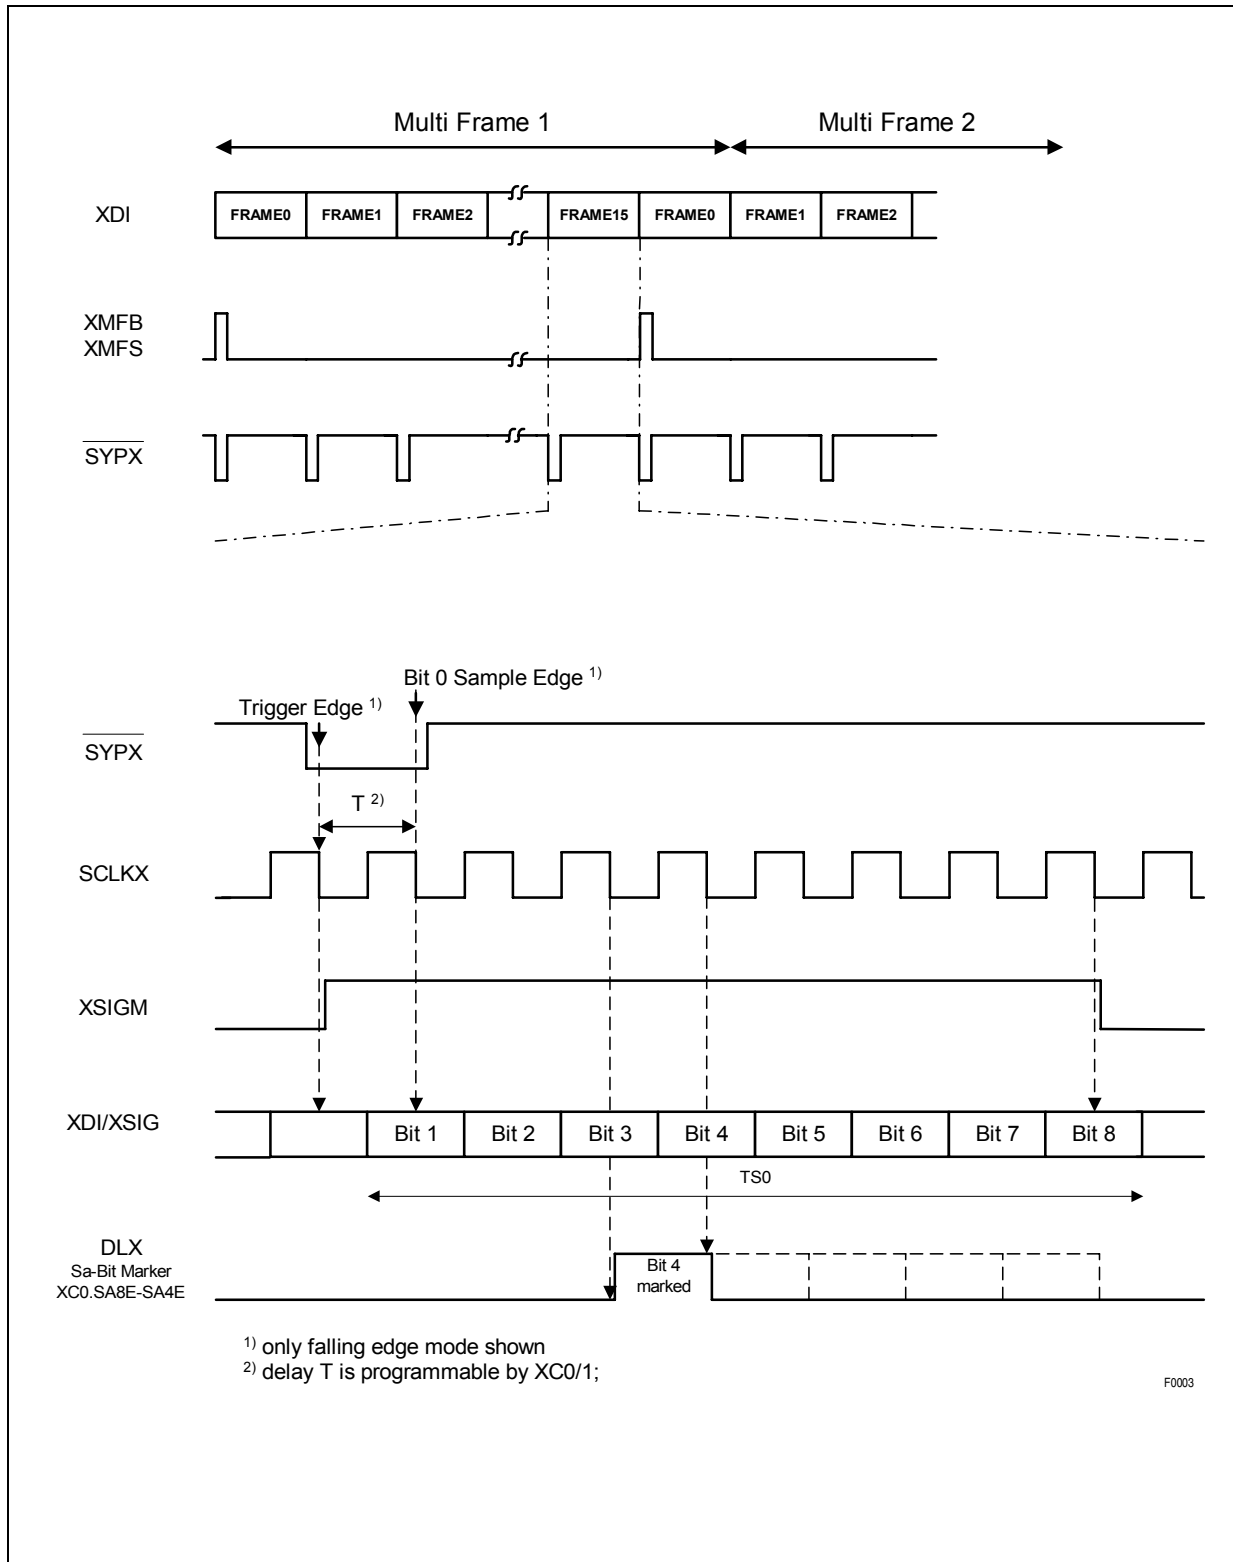 Multi Frame 1 Multi Frame 2
XDI FRAME0 FRAME1 FRAME2 FRAME15 FRAME0 FRAME1 FRAME2
XMFB
XMFS
SYPX
Bit 0 Sample Edge 1)
Trigger Edge 1)
SYPX
T 2)
SCLKX
XSIGM
XDI/XSIG Bit 1 Bit 2 Bit 3 Bit 4 Bit 5 Bit 6 Bit 7 Bit 8
TS0
DLX
Sa-Bit Marker
XC0.SA8E-SA4E
Bit 4
marked
1) only falling edge mode shown
2) delay T is programmable by XC0/1;
F0003